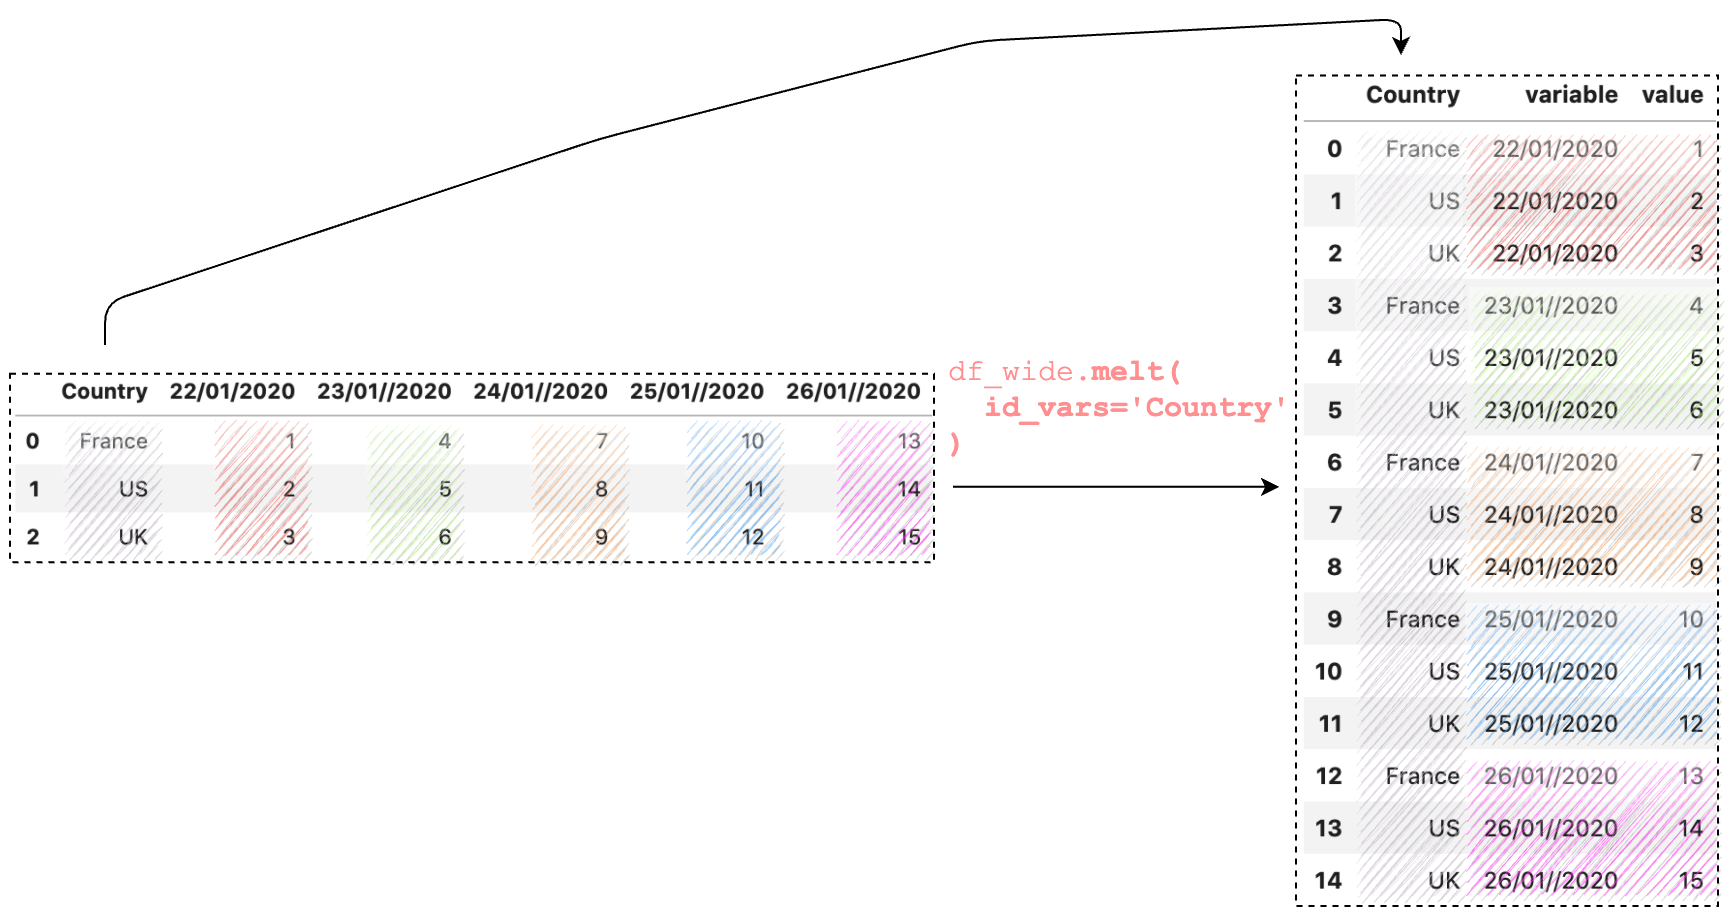 Country 22/01/2020 23/01//2020 24/01//2020 25/01//2020 26/01//2020
0 France 1 4 7 10 13
1 US 2 5 8 11 14
2 UK 3 6 9 12 15
df_wide.melt(
id_vars='Country'
)
Country variable value
0 France 22/01/2020 1
1 US 22/01/2020 2
2 UK 22/01/2020 3
3 France 23/01//2020 4
4 US 23/01//2020 5
5 UK 23/01//2020 6
6 France 24/01//2020 7
7 US 24/01//2020 8
8 UK 24/01//2020 9
9 France 25/01//2020 10
10 US 25/01//2020 11
11 UK 25/01//2020 12
12 France 26/01//2020 13
13 US 26/01//2020 14
14 UK 26/01//2020 15